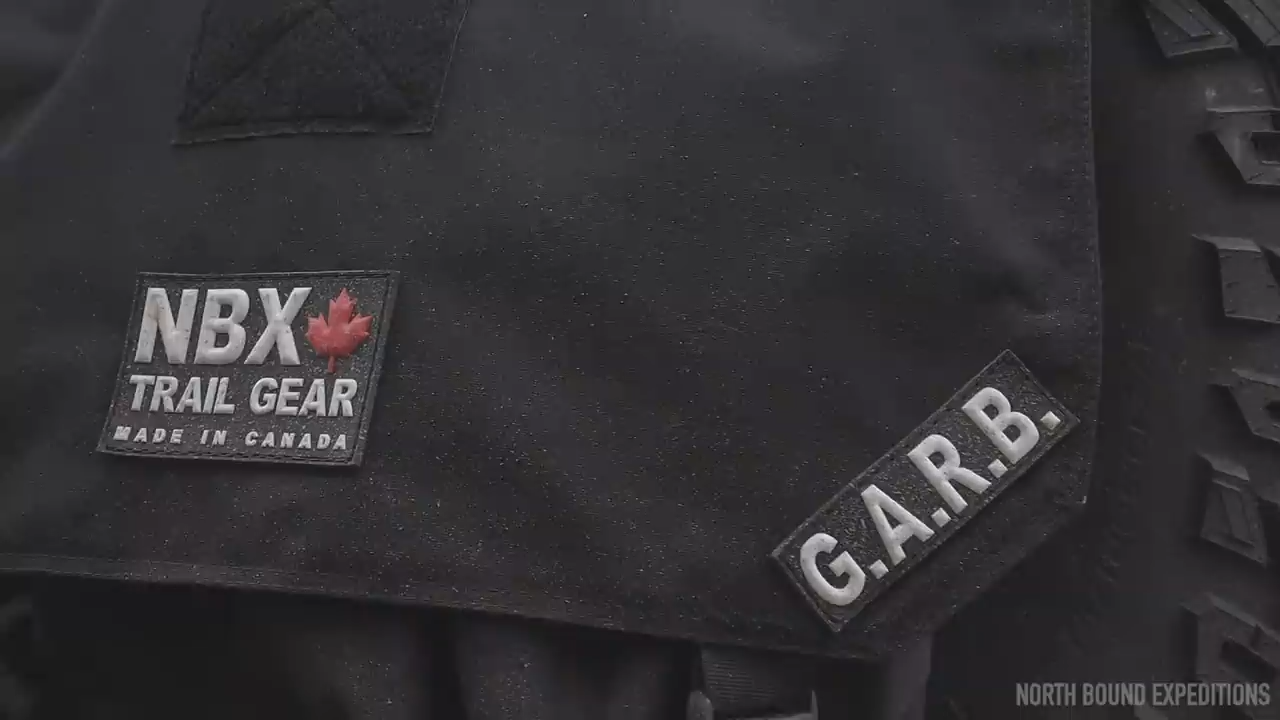 NBX
TRAIL GEAR
MADE IN CANADA
G.A.R.B.
NORTH BOUND EXPEDITIONS